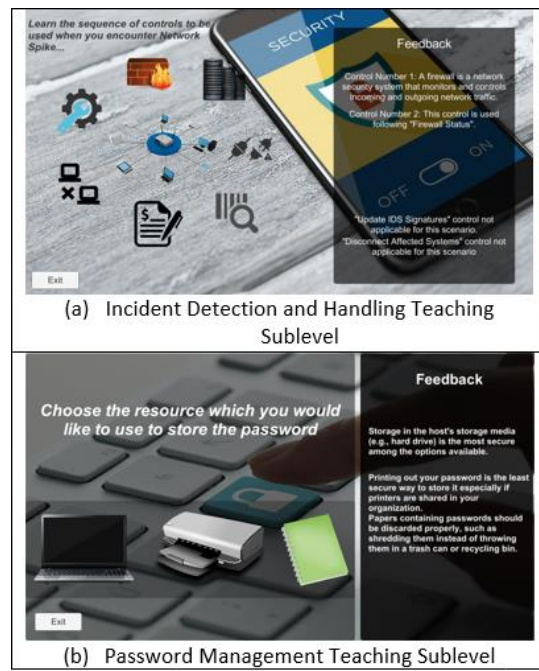 Learn the sequence of controls to be
used when you encounter Network
Spike...
SECURITY
OFF
ON
Feedback
Control Number 1: A firewall is a network
security system that monitors and controls
incoming and outgoing network traffic.
Control Number 2: This control is used
following "Firewall Status".
"Update IDS Signatures" control not
applicable for this scenario.
"Disconnect Affected Systems" control not
applicable for this scenario
Exit
(a) Incident Detection and Handling Teaching
Sublevel
Choose the resource which you would
like to use to store the password
Feedback
Storage in the host's storage media
(e.g., hard drive) is the most secure
among the options available.
Printing out your password is the least
secure way to store it especially if
printers are shared in your
organization.
Papers containing passwords should
be discarded properly, such as
shredding them instead of throwing
them in a trash can or recycling bin.
Exit
(b) Password Management Teaching Sublevel